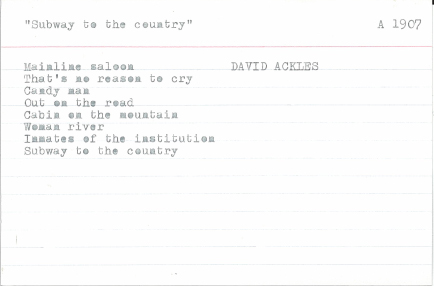 "Subway to the country" A 1907
Mainline saloon DAVID ACKLES
That's no reason to cry
Candy man
Out on the road
Cabin on the mountain
Woman river
Inmates of the institution
Subway to the country